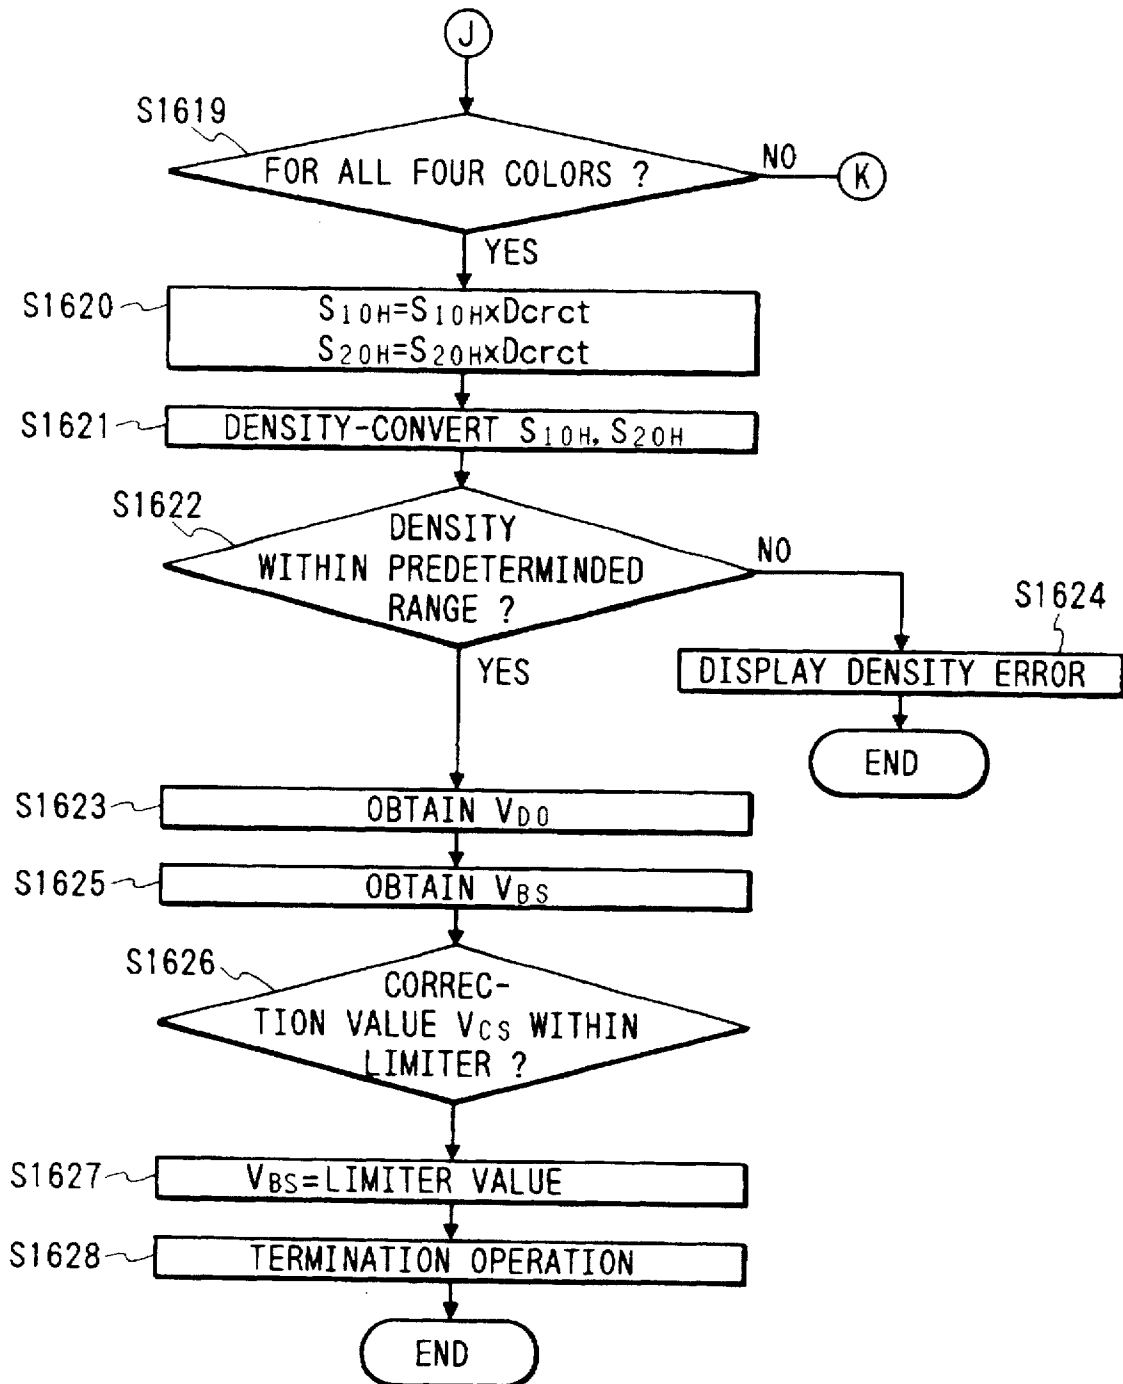 J
S1619
FOR ALL FOUR COLORS ?
NO
K
YES
S1620
S10H=S10HxDcrct
S20H=S20HxDcrct
S1621
DENSITY-CONVERT S10H, S20H
S1622
DENSITY
WITHIN PREDETERMINDED
RANGE ?
NO
YES
S1624
DISPLAY DENSITY ERROR
END
S1623
OBTAIN VD0
S1625
OBTAIN VBS
S1626
CORREC-
TION VALUE VCS WITHIN
LIMITER ?
S1627
VBS=LIMITER VALUE
S1628
TERMINATION OPERATION
END